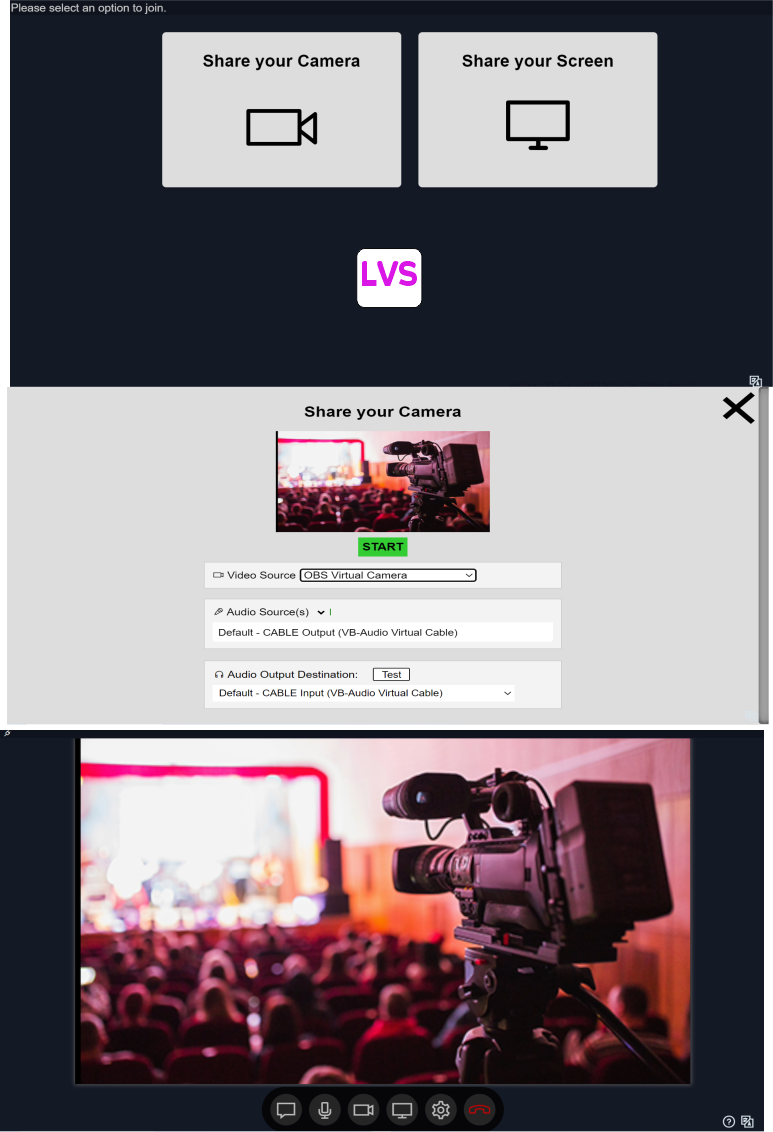 Please select an option to join.
Share your Camera
Share your Screen
LVS
Share your Camera
START
Video Source OBS Virtual Camera
Audio Source(s)
Default - CABLE Output (VB-Audio Virtual Cable)
Audio Output Destination: Test
Default - CABLE Input (VB-Audio Virtual Cable)